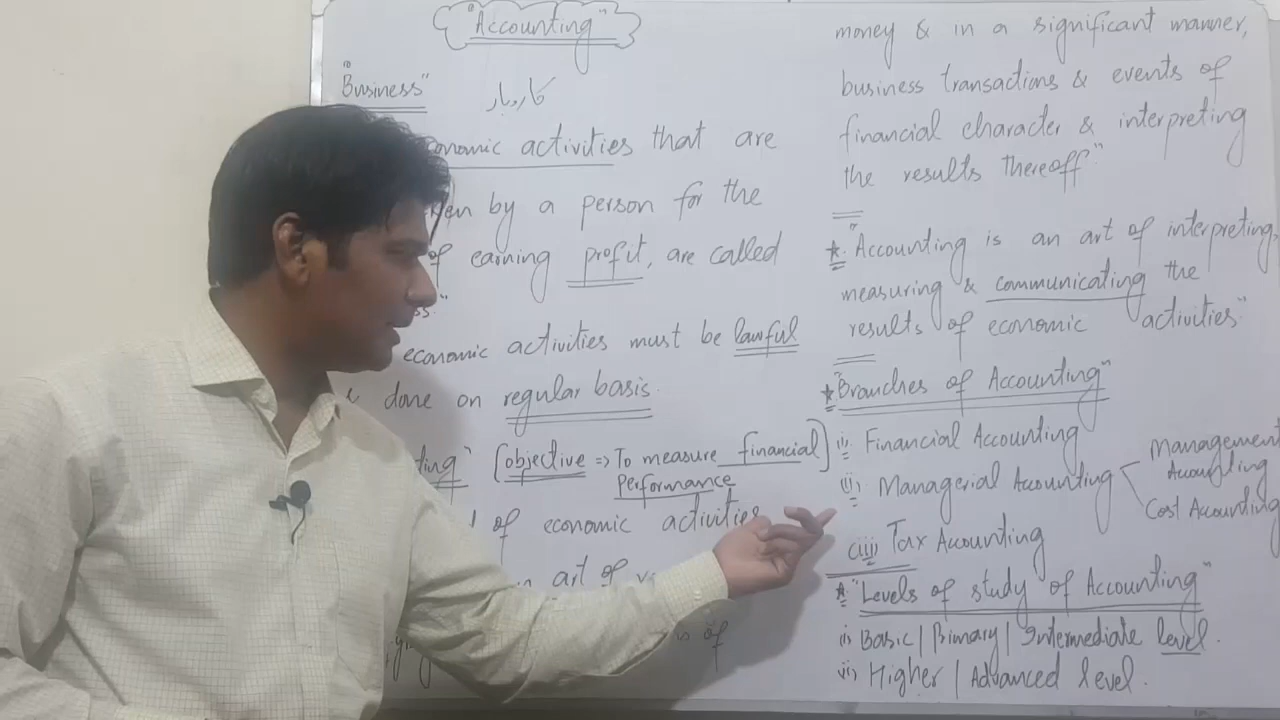 "Accounting"
"Business" کاروبار
economic activities that are
by a person for the
of earning profit, are called
economic activities must be lawful
done on regular basis.
[objective => To measure financial]
Performance
of economic activities
art of
is of
money & in a significant manner,
business transactions & events of
financial character & interpreting
the results thereoff"
* "Accounting is an art of interpreting,
measuring & communicating the
results of economic activities"
* "Branches of Accounting"
(i) Financial Accounting
(ii) Managerial Accounting
Management
Accounting
Cost Accounting
(iii) Tax Accounting
* "Levels of study of Accounting"
(i) Basic | Primary | Intermediate level.
(ii) Higher | Advanced level.